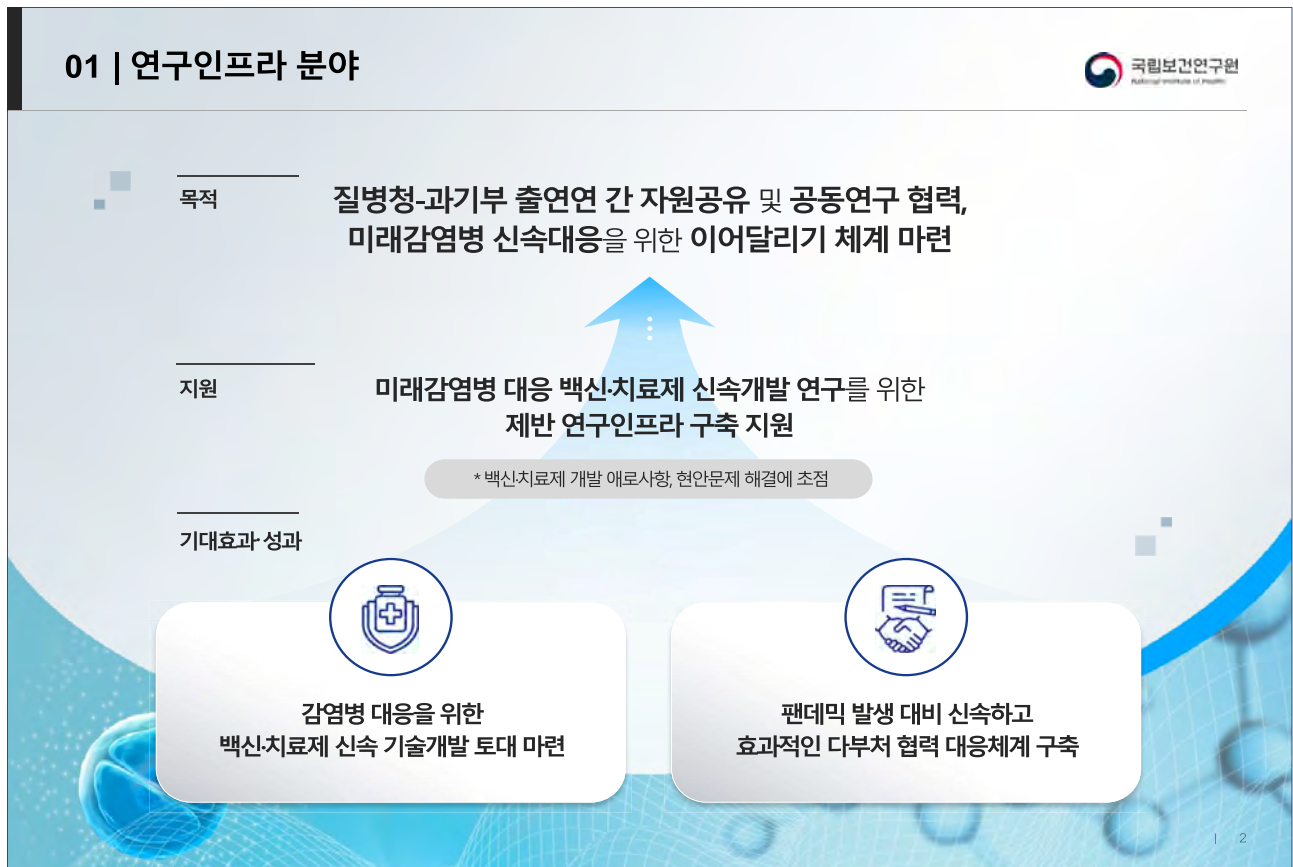 01 | 연구인프라 분야
국립보건연구원
National Institute of Health
목적
질병청-과기부 출연연 간 자원공유 및 공동연구 협력,
미래감염병 신속대응을 위한 이어달리기 체계 마련
지원
미래감염병 대응 백신·치료제 신속개발 연구를 위한
제반 연구인프라 구축 지원
* 백신·치료제 개발 애로사항, 현안문제 해결에 초점
기대효과·성과
감염병 대응을 위한
백신·치료제 신속 기술개발 토대 마련
팬데믹 발생 대비 신속하고
효과적인 다부처 협력 대응체계 구축
| 2